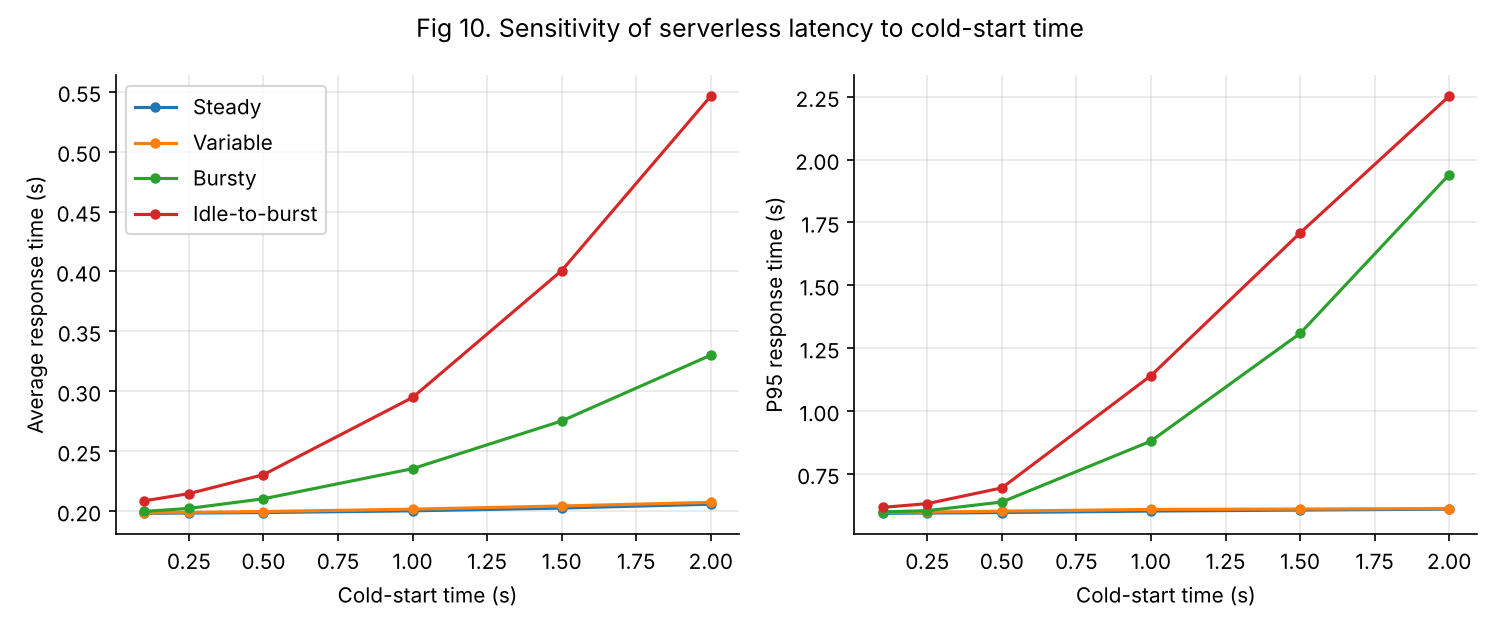 Fig 10. Sensitivity of serverless latency to cold-start time
Average response time (s)
0.55
0.50
0.45
0.40
0.35
0.30
0.25
0.20
Steady
Variable
Bursty
Idle-to-burst
0.25 0.50 0.75 1.00 1.25 1.50 1.75 2.00
Cold-start time (s)
P95 response time (s)
2.25
2.00
1.75
1.50
1.25
1.00
0.75
0.25 0.50 0.75 1.00 1.25 1.50 1.75 2.00
Cold-start time (s)